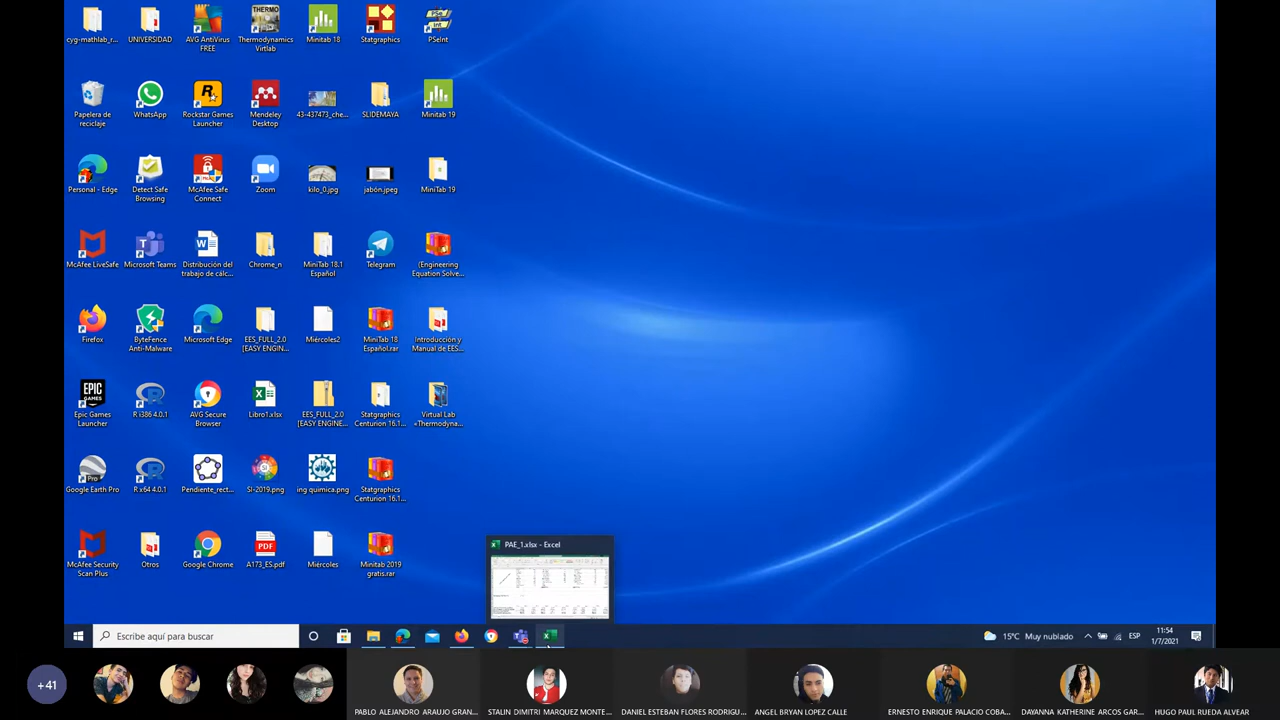 cyg-mathlab_r...
UNIVERSIDAD
AVG AntiVirus
FREE
THERMO
Thermodynamics
Virtlab
Minitab 18
Statgraphics
PSeInt
Papelera de
reciclaje
WhatsApp
Rockstar Games
Launcher
Mendeley
Desktop
43-437473_che...
SLIDEMAYA
Minitab 19
Personal - Edge
Detect Safe
Browsing
McAfee Safe
Connect
Zoom
kilo_0.jpg
jabón.jpeg
MiniTab 19
McAfee LiveSafe
Microsoft Teams
Distribución del
trabajo de cálc...
Chrome_n
MiniTab 18.1
Español
Telegram
(Engineering
Equation Solve...
Firefox
ByteFence
Anti-Malware
Microsoft Edge
EES_FULL_2.0
[EASY ENGIN...
Miércoles2
MiniTab 18
Español.rar
Introducción y
Manual de EES...
EPIC
GAMES
Epic Games
Launcher
R i386 4.0.1
AVG Secure
Browser
Libro1.xlsx
EES_FULL_2.0
[EASY ENGINE...
Statgraphics
Centurion 16.1...
Virtual Lab
«Thermodyna...
Pro
Google Earth Pro
R x64 4.0.1
Pendiente_rect...
SI-2019.png
ing quimica.png
Statgraphics
Centurion 16.1...
McAfee Security
Scan Plus
Otros
Google Chrome
PDF
A173_ES.pdf
Miércoles
Minitab 2019
gratis.rar
PAE_1.xlsx - Excel
Escribe aquí para buscar
15°C Muy nublado
ESP
11:54
1/7/2021
+41
PABLO ALEJANDRO ARAUJO GRAN...
STALIN DIMITRI MARQUEZ MONTE...
DANIEL ESTEBAN FLORES RODRIGU...
ANGEL BRYAN LOPEZ CALLE
ERNESTO ENRIQUE PALACIO COBA...
DAYANNA KATHERINE ARCOS GAR...
HUGO PAUL RUEDA ALVEAR